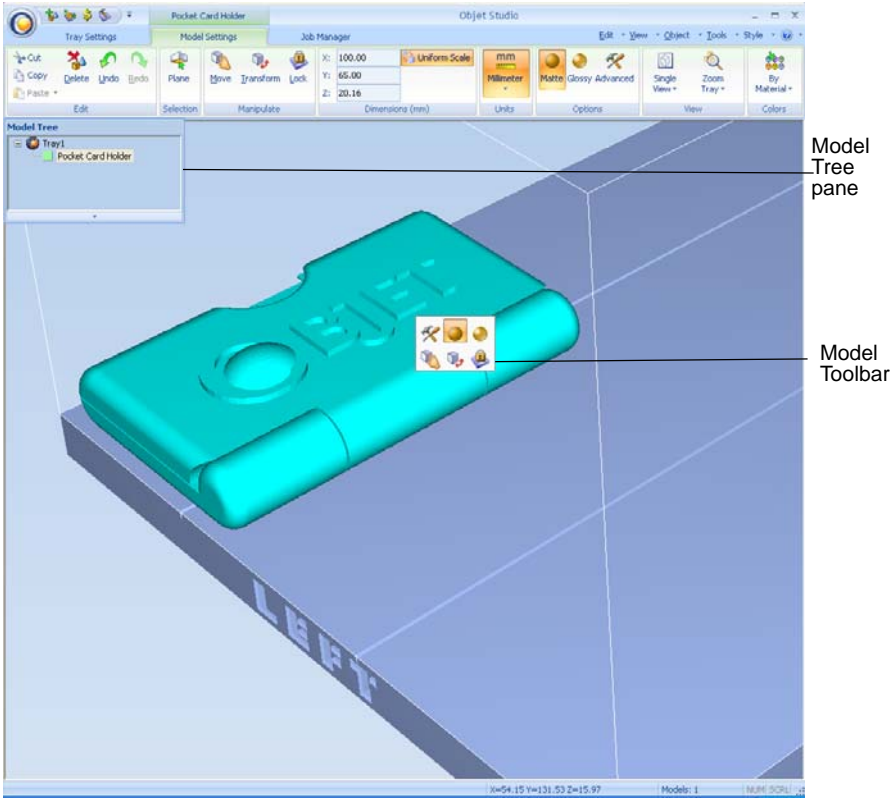 Pocket Card Holder
Objet Studio
Tray Settings
Model Settings
Job Manager
Edit
View
Object
Tools
Style
Cut
Copy
Paste
Delete
Undo
Redo
Edit
Plane
Selection
Move
Transform
Lock
Manipulate
X: 100.00
Y: 65.00
Z: 20.16
Uniform Scale
Dimensions (mm)
mm
Millimeter
Units
Matte
Glossy
Advanced
Options
Single View
Zoom Tray
View
By Material
Colors
Model Tree
Tray1
Pocket Card Holder
Model
Tree
pane
OBJET
Model
Toolbar
LEFT
X=54.15 Y=131.53 Z=15.97
Models: 1
NUM SCRL